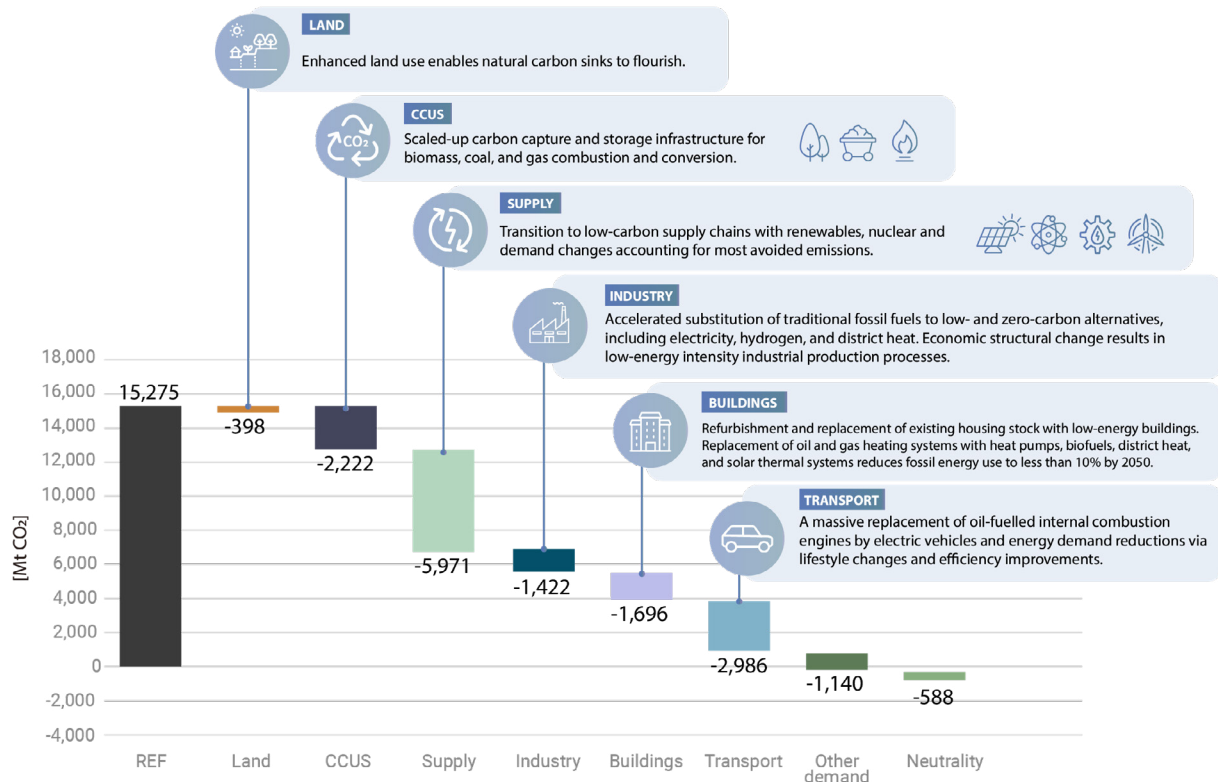 LAND
Enhanced land use enables natural carbon sinks to flourish.
CCUS
CO₂
Scaled-up carbon capture and storage infrastructure for
biomass, coal, and gas combustion and conversion.
SUPPLY
Transition to low-carbon supply chains with renewables, nuclear and
demand changes accounting for most avoided emissions.
INDUSTRY
Accelerated substitution of traditional fossil fuels to low- and zero-carbon alternatives,
including electricity, hydrogen, and district heat. Economic structural change results in
low-energy intensity industrial production processes.
BUILDINGS
Refurbishment and replacement of existing housing stock with low-energy buildings.
Replacement of oil and gas heating systems with heat pumps, biofuels, district heat,
and solar thermal systems reduces fossil energy use to less than 10% by 2050.
TRANSPORT
A massive replacement of oil-fuelled internal combustion
engines by electric vehicles and energy demand reductions via
lifestyle changes and efficiency improvements.
[Mt CO₂]
18,000
16,000
14,000
12,000
10,000
8,000
6,000
4,000
2,000
0
-2,000
-4,000
15,275
-398
-2,222
-5,971
-1,422
-1,696
-2,986
-1,140
-588
REF
Land
CCUS
Supply
Industry
Buildings
Transport
Other
demand
Neutrality